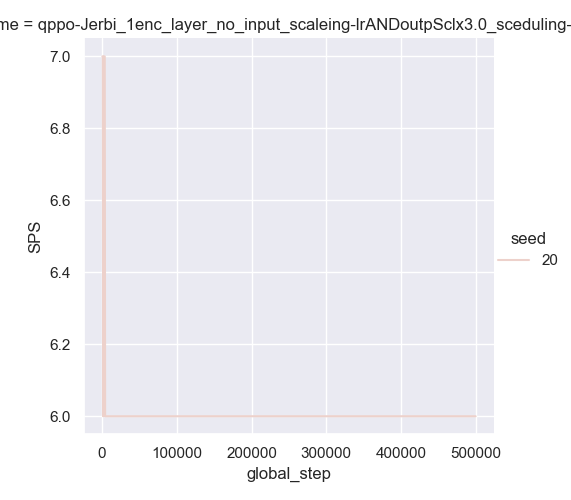 me = qppo-Jerbi_1enc_layer_no_input_scaleing-lrANDoutpSclx3.0_sceduling-
7.0
6.8
6.6
6.4
6.2
6.0
SPS
0 100000 200000 300000 400000 500000
global_step
seed
20